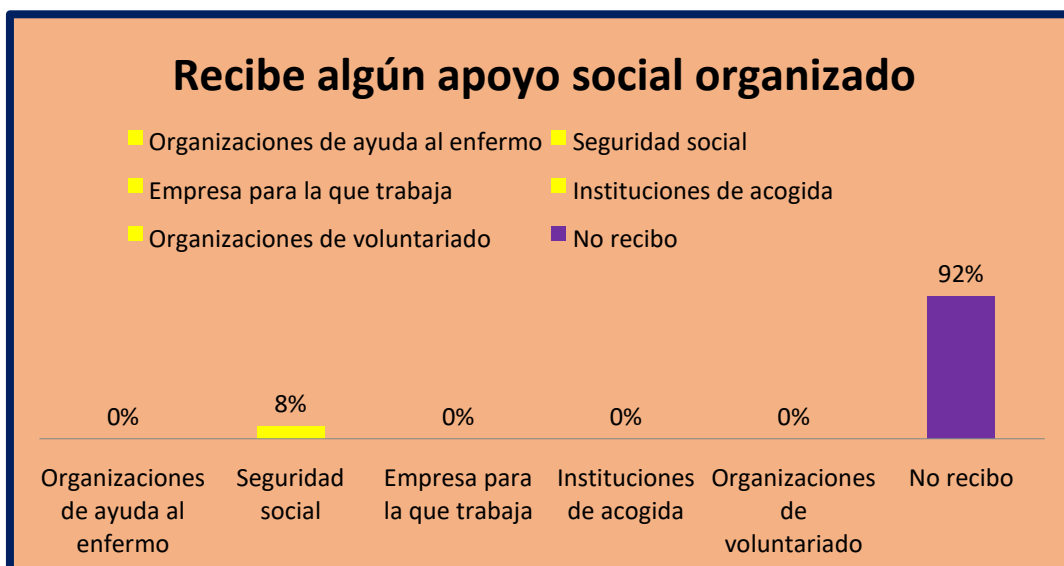 Recibe algún apoyo social organizado
Organizaciones de ayuda al enfermo
Seguridad social
Empresa para la que trabaja
Instituciones de acogida
Organizaciones de voluntariado
No recibo
92%
0%
8%
0%
0%
0%
Organizaciones
de ayuda al
enfermo
Seguridad
social
Empresa para
la que trabaja
Instituciones
de acogida
Organizaciones
de
voluntariado
No recibo